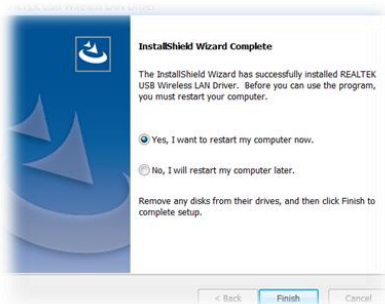 InstallShield Wizard Complete
The InstallShield Wizard has successfully installed REALTEK
USB Wireless LAN Driver. Before you can use the program,
you must restart your computer.
Yes, I want to restart my computer now.
No, I will restart my computer later.
Remove any disks from their drives, and then click Finish to
complete setup.
< Back Finish Cancel